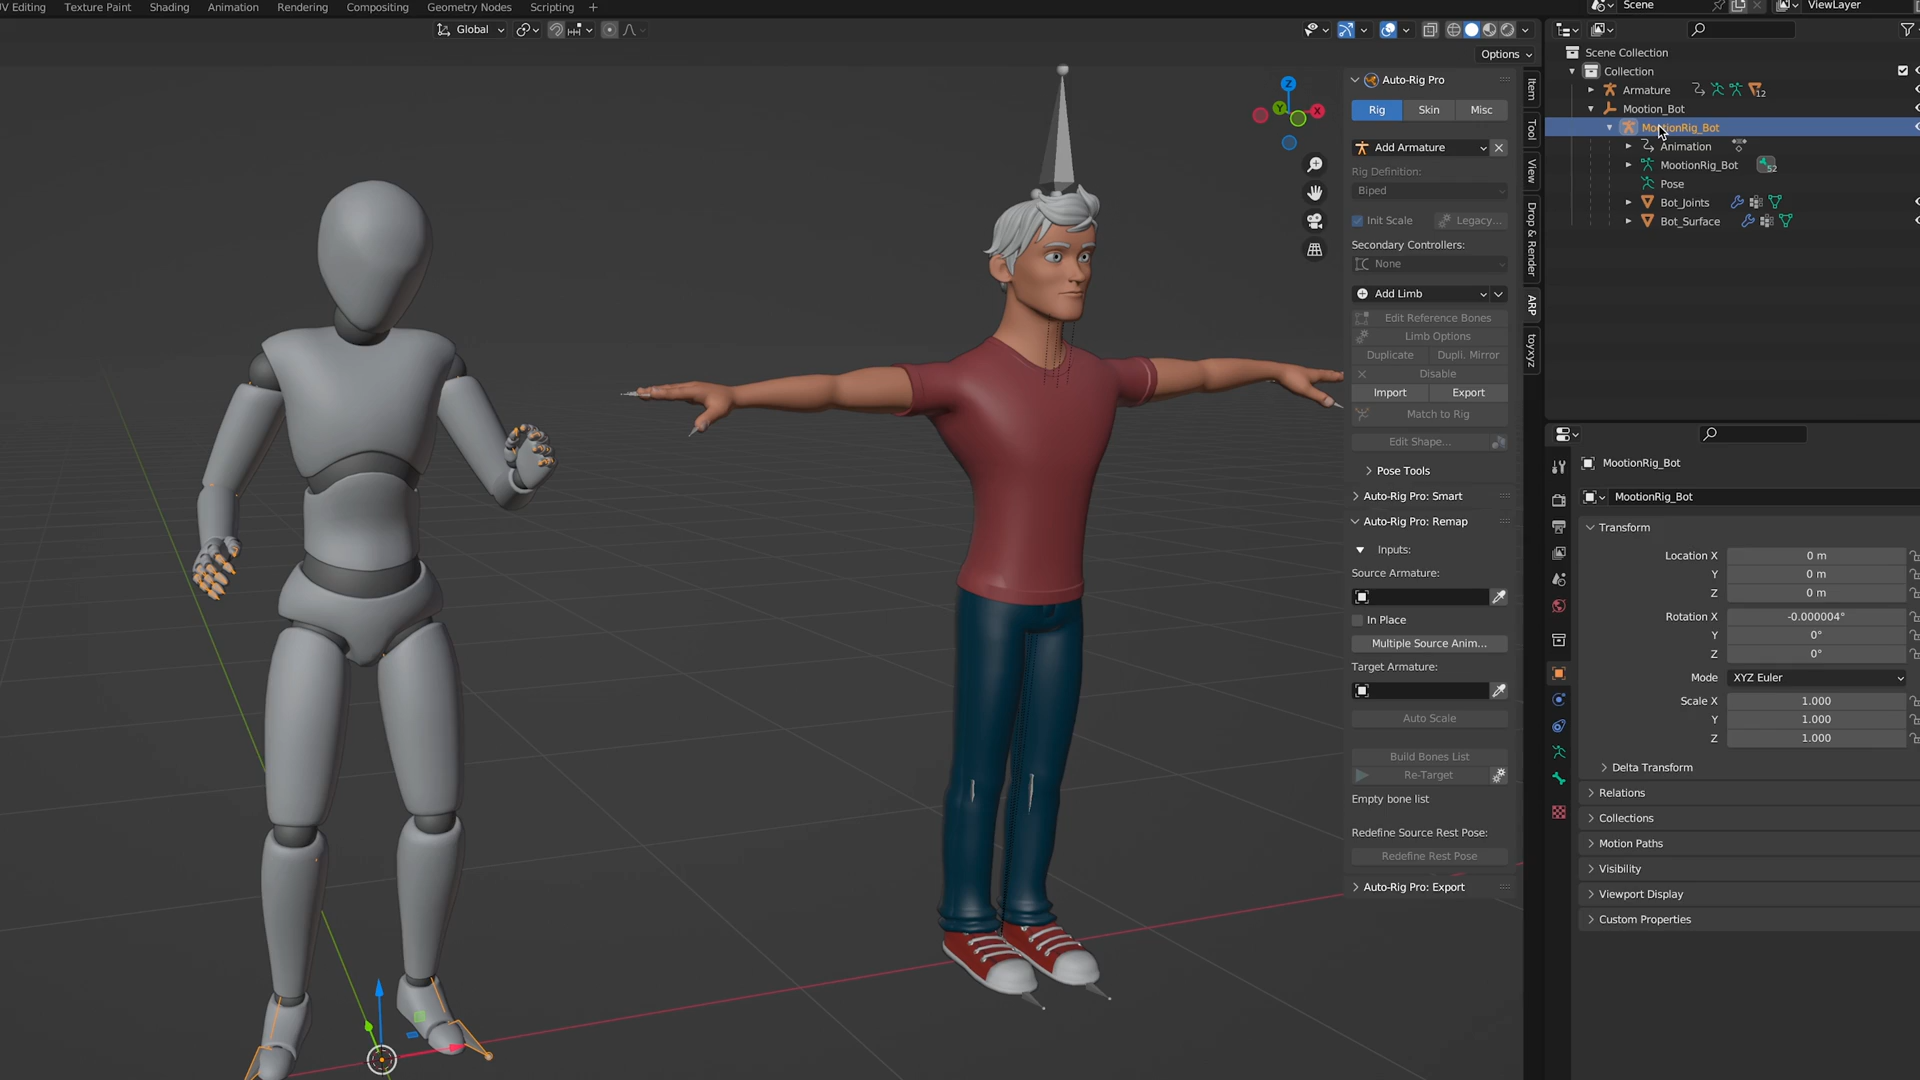 UV Editing Texture Paint Shading Animation Rendering Compositing Geometry Nodes Scripting +
Scene ViewLayer
Global
Options
Scene Collection
Collection
Armature 12
Mootion_Bot
MootionRig_Bot
Animation
MootionRig_Bot 52
Pose
Bot_Joints
Bot_Surface
Z
Y
X
Auto-Rig Pro
Rig Skin Misc
Add Armature
Rig Definition:
Biped
Init Scale Legacy...
Secondary Controllers:
None
Add Limb
Edit Reference Bones
Limb Options
Duplicate Dupli. Mirror
Disable
Import Export
Match to Rig
Edit Shape...
Pose Tools
Auto-Rig Pro: Smart
Auto-Rig Pro: Remap
Inputs:
Source Armature:
In Place
Multiple Source Anim...
Target Armature:
Auto Scale
Build Bones List
Re-Target
Empty bone list
Redefine Source Rest Pose:
Redefine Rest Pose
Auto-Rig Pro: Export
Item
Tool
View
Drop & Render
ARP
toyxyz
MootionRig_Bot
MootionRig_Bot
Transform
Location X 0 m
Y 0 m
Z 0 m
Rotation X -0.000004°
Y 0°
Z 0°
Mode XYZ Euler
Scale X 1.000
Y 1.000
Z 1.000
Delta Transform
Relations
Collections
Motion Paths
Visibility
Viewport Display
Custom Properties